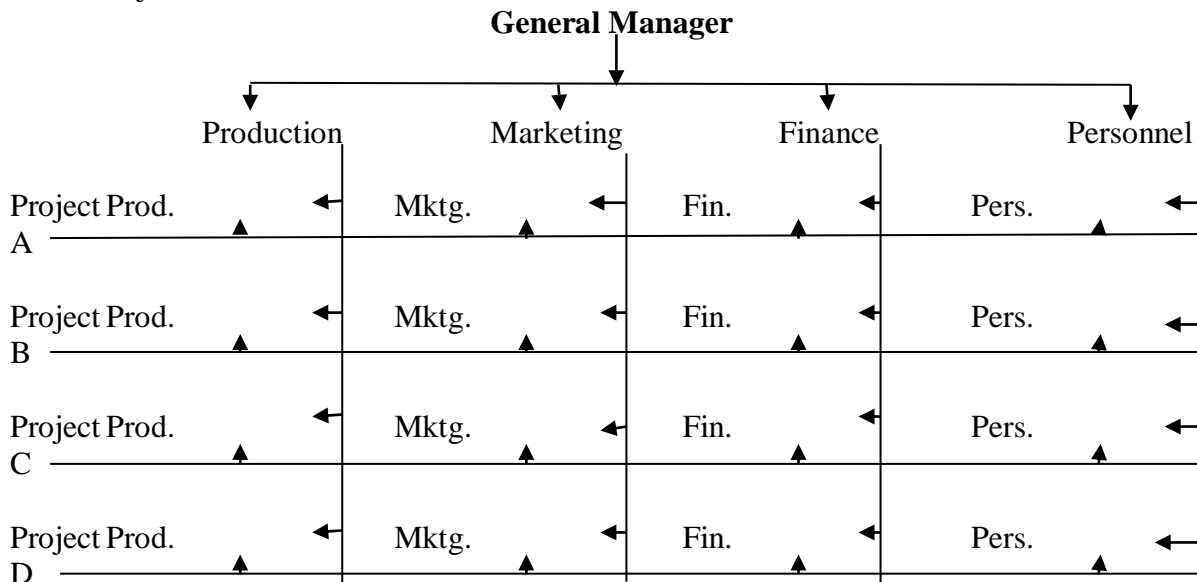 General Manager
Production Marketing Finance Personnel
Project Prod. Mktg. Fin. Pers.
A
Project Prod. Mktg. Fin. Pers.
B
Project Prod. Mktg. Fin. Pers.
C
Project Prod. Mktg. Fin. Pers.
D